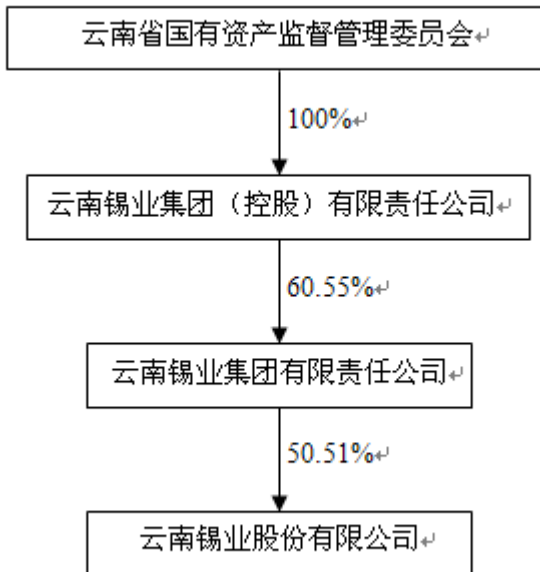 云南省国有资产监督管理委员会↵
100%↵
云南锡业集团（控股）有限责任公司↵
60.55%↵
云南锡业集团有限责任公司↵
50.51%↵
云南锡业股份有限公司↵